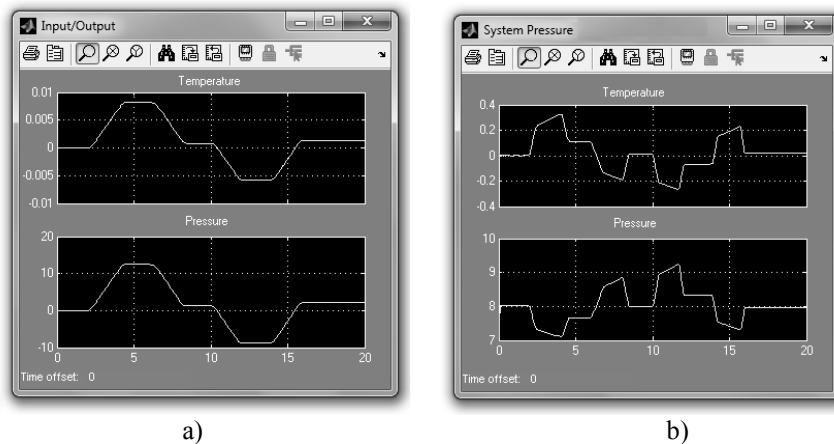 Input/Output
Temperature
0.01
0.005
0
-0.005
-0.01
Pressure
20
10
0
-10
0
5
10
15
20
Time offset: 0
a)
System Pressure
Temperature
0.4
0.2
0
-0.2
-0.4
Pressure
10
9
8
7
0
5
10
15
20
Time offset: 0
b)